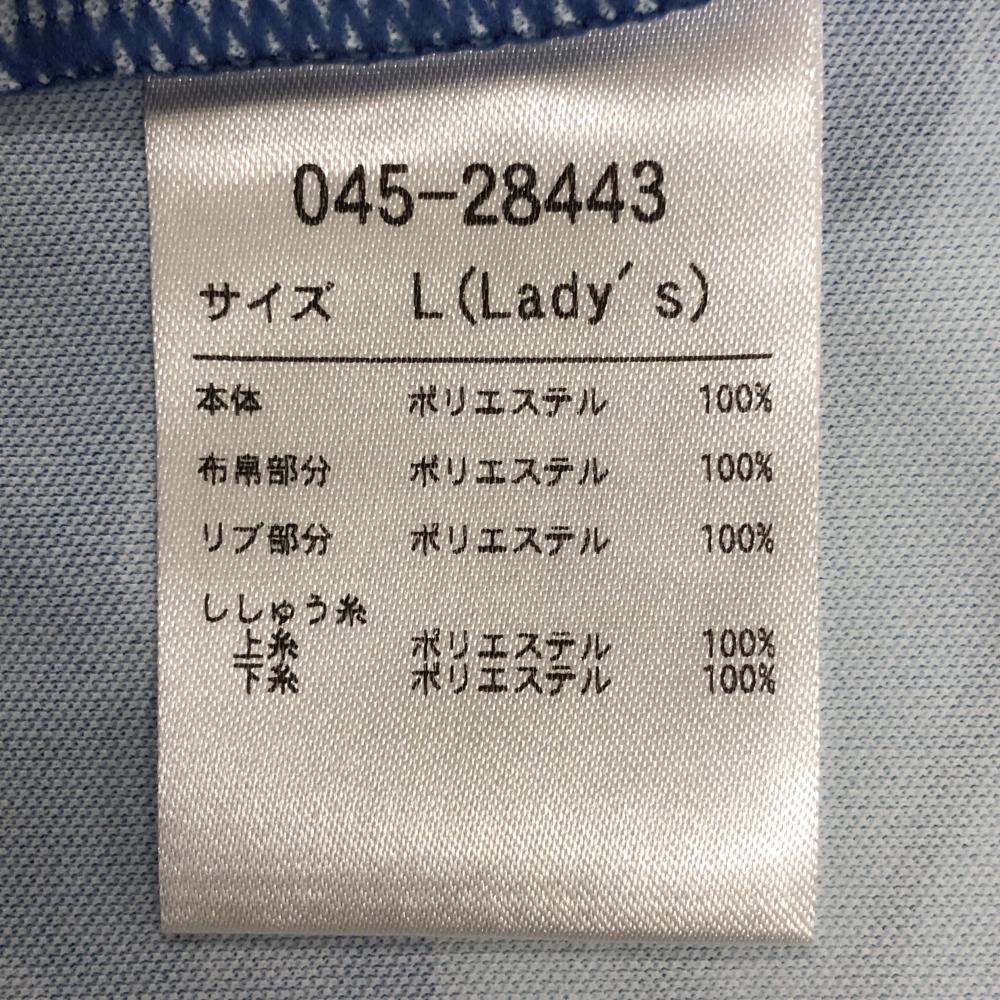 045-28443
サイズ L(Lady's)
本体 ポリエステル 100%
布帛部分 ポリエステル 100%
リブ部分 ポリエステル 100%
ししゅう糸
上糸 ポリエステル 100%
下糸 ポリエステル 100%